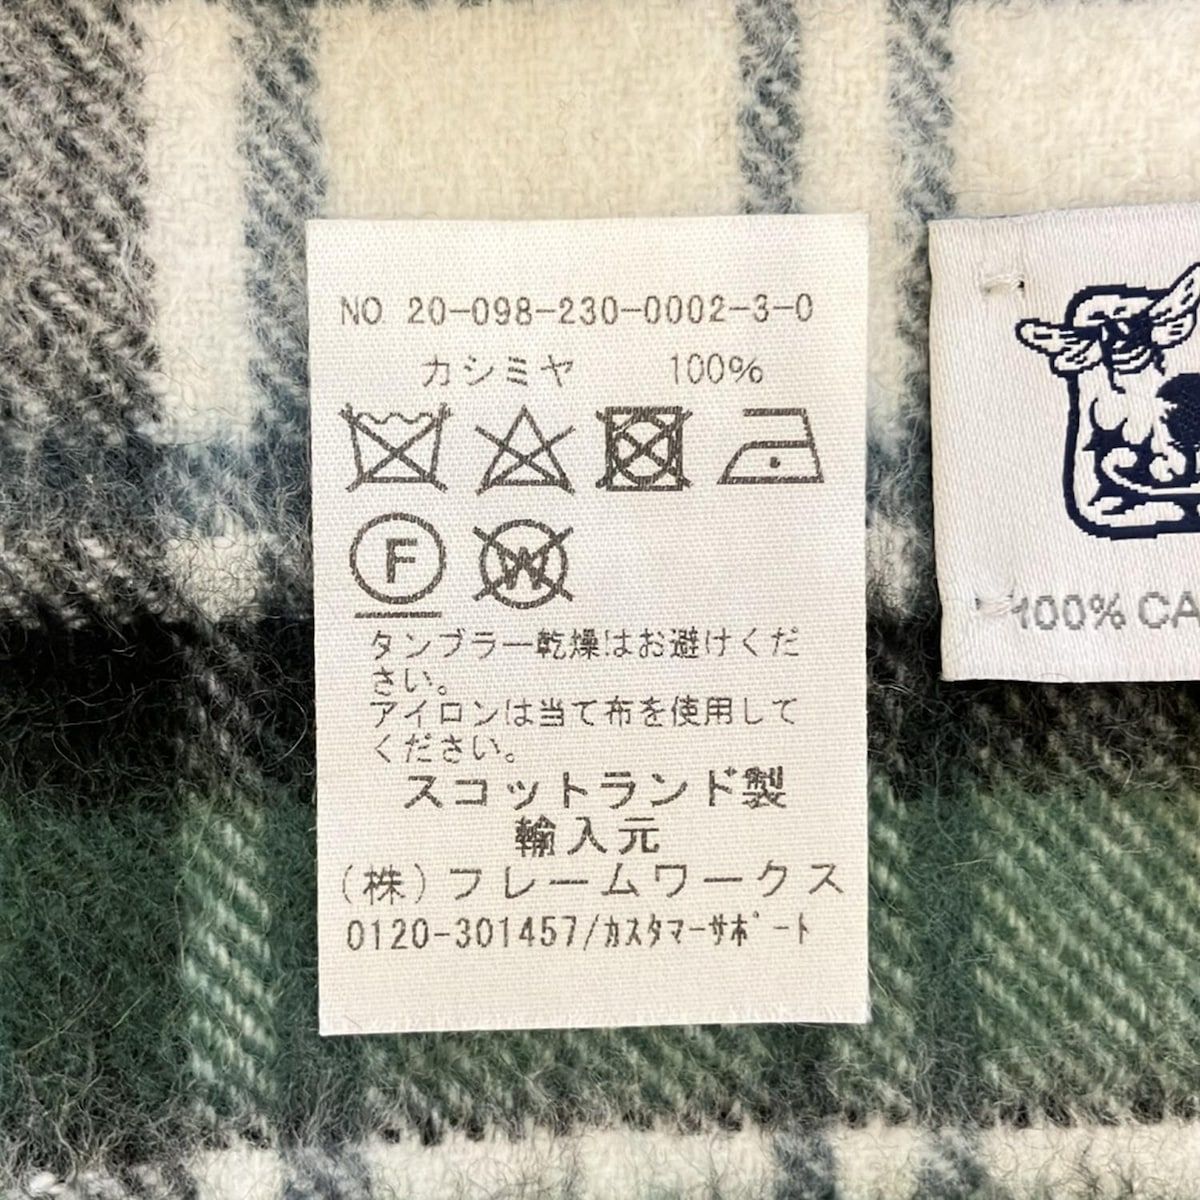 NO. 20-098-230-0002-3-0
カシミヤ 100%
F
W
タンブラー乾燥はお避けくだ
さい。
アイロンは当て布を使用して
ください。
スコットランド製
輸入元
(株)フレームワークス
0120-301457/ｶｽﾀﾏｰｻﾎﾟｰﾄ
100% CA